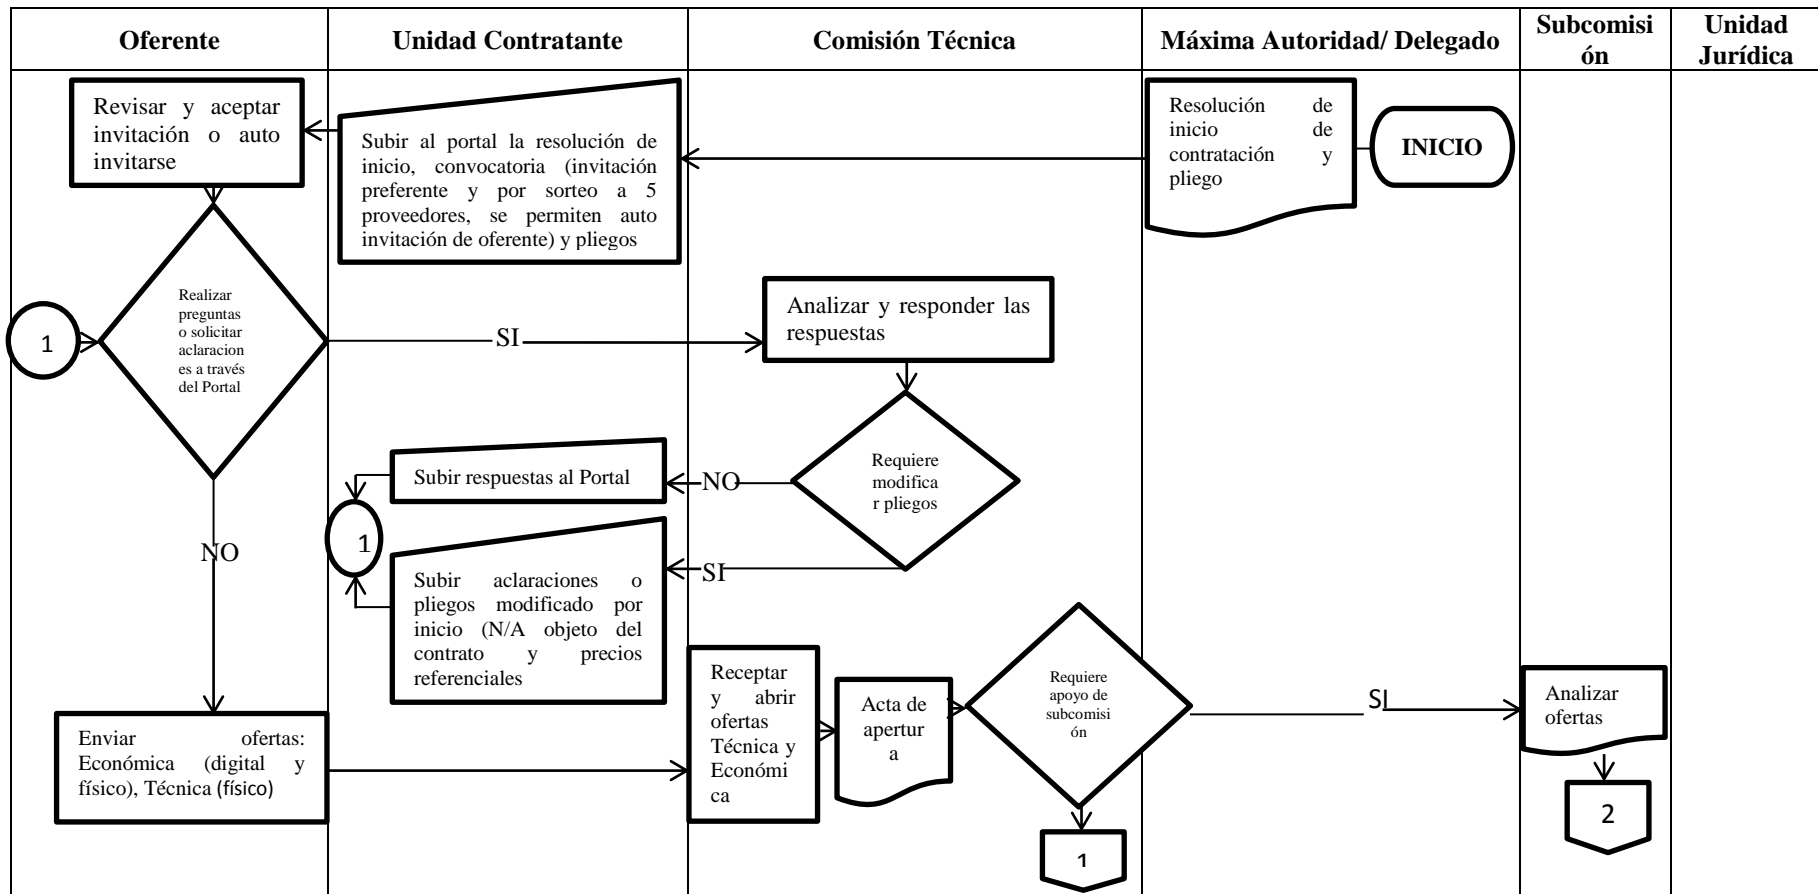 Oferente
Unidad Contratante
Comisión Técnica
Máxima Autoridad/ Delegado
Subcomisi
ón
Unidad
Jurídica
Revisar y aceptar
invitación o auto
invitarse
Subir al portal la resolución de
inicio, convocatoria (invitación
preferente y por sorteo a 5
proveedores, se permiten auto
invitación de oferente) y pliegos
Resolución de
inicio de
contratación y
pliego
INICIO
1
Realizar
preguntas
o solicitar
aclaracion
es a través
del Portal
SI
Analizar y responder las
respuestas
Requiere
modifica
r pliegos
NO
Subir respuestas al Portal
1
SI
Subir aclaraciones o
pliegos modificado por
inicio (N/A objeto del
contrato y precios
referenciales
NO
Enviar ofertas:
Económica (digital y
físico), Técnica (físico)
Receptar
y abrir
ofertas
Técnica y
Económi
ca
Acta de
apertur
a
Requiere
apoyo de
subcomisi
ón
SI
Analizar
ofertas
1
2